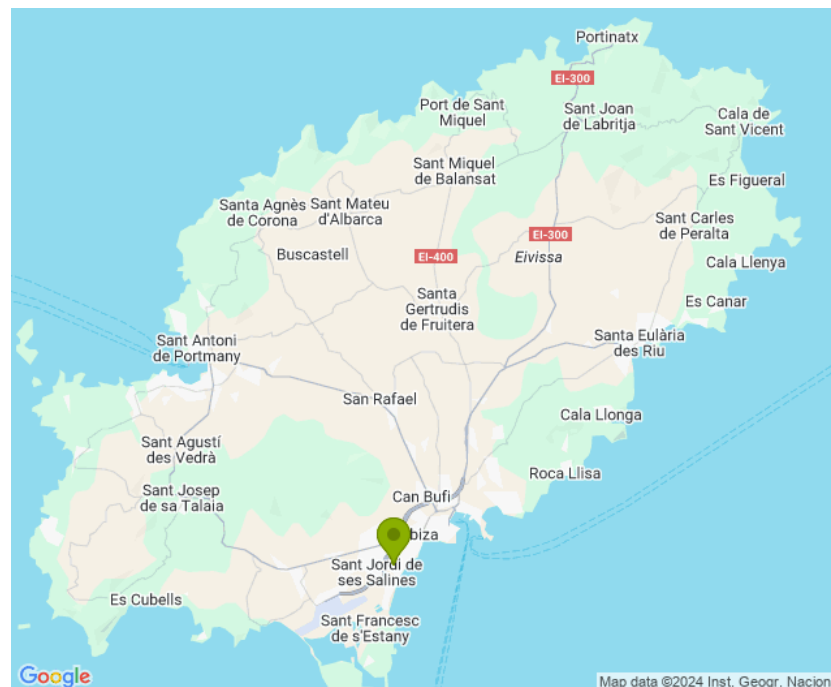 Portinatx
EI-300
Port de Sant
Miquel
Sant Joan
de Labritja
Cala de
Sant Vicent
Sant Miquel
de Balansat
Es Figueral
Santa Agnès
de Corona
Sant Mateu
d'Albarca
Sant Carles
de Peralta
EI-300
Buscastell
EI-400
Eivissa
Cala Llenya
Santa
Gertrudis
de Fruitera
Es Canar
Sant Antoni
de Portmany
Santa Eulària
des Riu
San Rafael
Cala Llonga
Sant Agustí
des Vedrà
Roca Llisa
Sant Josep
de sa Talaia
Can Bufi
biza
Sant Jordi de
ses Salines
Es Cubells
Sant Francesc
de s'Estany
Google
Map data ©2024 Inst. Geogr. Nacion